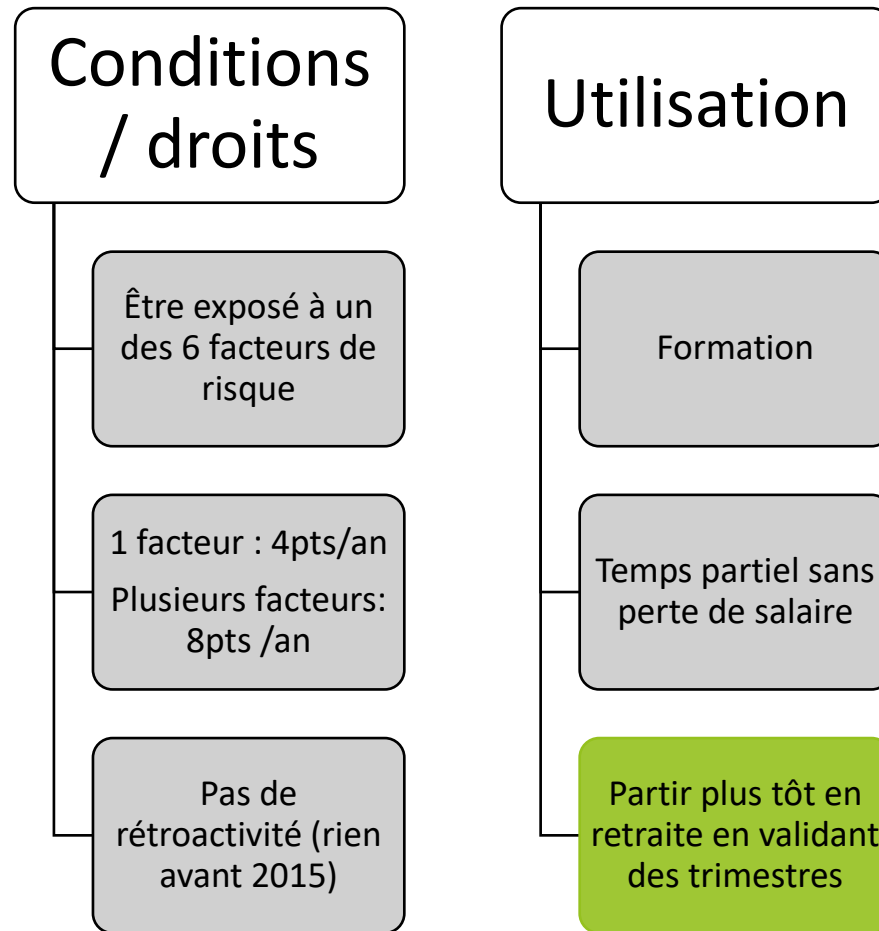 Conditions
/ droits
Être exposé à un
des 6 facteurs de
risque
1 facteur : 4pts/an
Plusieurs facteurs:
8pts /an
Pas de
rétroactivité (rien
avant 2015)
Utilisation
Formation
Temps partiel sans
perte de salaire
Partir plus tôt en
retraite en validant
des trimestres